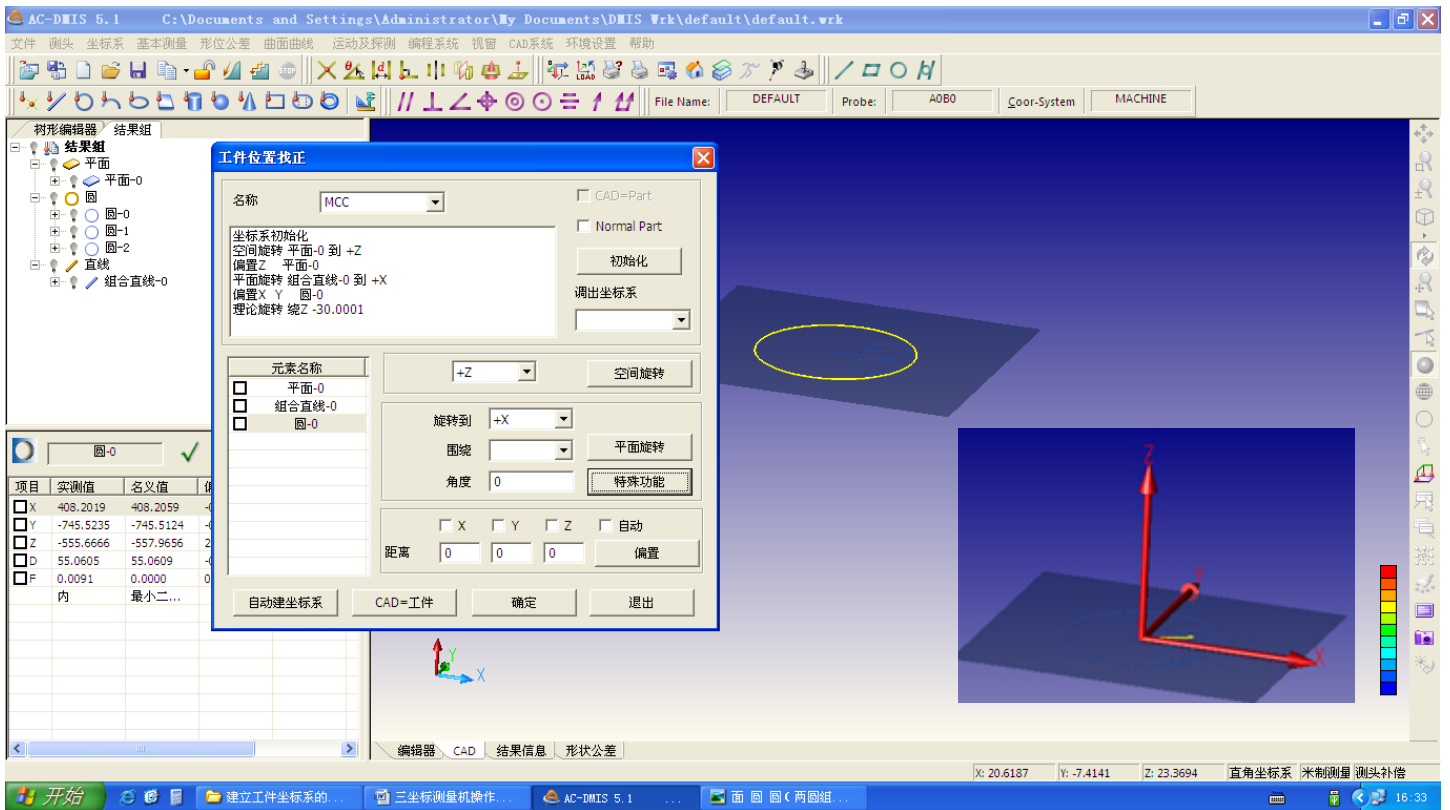 AC-DMIS 5.1 C:\Documents and Settings\Administrator\My Documents\DMIS Wrk\default\default.wrk
文件 测头 坐标系 基本测量 形位公差 曲面曲线 运动及探测 编程系统 视窗 CAD系统 环境设置 帮助
STOP
LOAD
File Name: DEFAULT Probe: A0B0 Coor-System MACHINE
树形编辑器 结果组
结果组
平面
平面-0
圆
圆-0
圆-1
圆-2
直线
组合直线-0
工件位置找正
名称 MCC
CAD=Part
Normal Part
坐标系初始化
空间旋转 平面-0 到 +Z
偏置Z 平面-0
平面旋转 组合直线-0 到 +X
偏置X Y 圆-0
理论旋转 绕Z -30.0001
初始化
调出坐标系
元素名称
平面-0
组合直线-0
圆-0
+Z 空间旋转
旋转到 +X
围绕 平面旋转
角度 0 特殊功能
X Y Z 自动
距离 0 0 0 偏置
自动建坐标系 CAD=工件 确定 退出
圆-0
项目 实测值 名义值
X 408.2019 408.2059
Y -745.5235 -745.5124
Z -555.6666 -557.9656
D 55.0605 55.0609
F 0.0091 0.0000
内 最小二...
Y
X
Z
Y
X
编辑器 CAD 结果信息 形状公差
X: 20.6187 Y: -7.4141 Z: 23.3694 直角坐标系 米制测量 测头补偿
开始 建立工件坐标系的... 三坐标测量机操作... AC-DMIS 5.1 ... 面 圆 圆(两圆组... 16:33